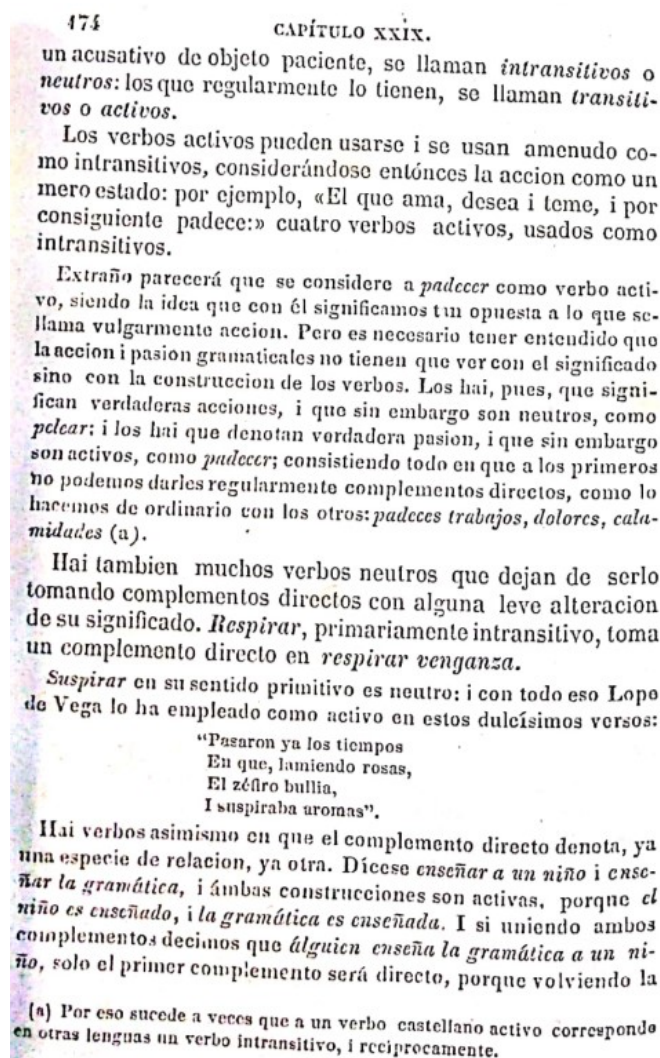 174
CAPÍTULO XXIX.
un acusativo de objeto paciente, se llaman intransitivos o
neutros: los que regularmente lo tienen, se llaman transiti-
vos o activos.
Los verbos activos pueden usarse i se usan amenudo co-
mo intransitivos, considerándose entónces la accion como un
mero estado: por ejemplo, «El que ama, desea i teme, i por
consiguiente padece:» cuatro verbos activos, usados como
intransitivos.
Extraño parecerá que se considere a padecer como verbo acti-
vo, siendo la idea que con él significamos tan opuesta a lo que se
llama vulgarmente accion. Pero es necesario tener entendido que
la accion i pasion gramaticales no tienen que ver con el significado
sino con la construccion de los verbos. Los hai, pues, que signi-
fican verdaderas acciones, i que sin embargo son neutros, como
pelear: i los hai que denotan verdadera pasion, i que sin embargo
son activos, como padecer; consistiendo todo en que a los primeros
no podemos darles regularmente complementos directos, como lo
hacemos de ordinario con los otros: padeces trabajos, dolores, cala-
midades (a).
Hai tambien muchos verbos neutros que dejan de serlo
tomando complementos directos con alguna leve alteracion
de su significado. Respirar, primariamente intransitivo, toma
un complemento directo en respirar venganza.
Suspirar en su sentido primitivo es neutro: i con todo eso Lope
de Vega lo ha empleado como activo en estos dulcísimos versos:
“Pasaron ya los tiempos
En que, lamiendo rosas,
El zéfiro bullia,
I suspiraba aromas”.
Hai verbos asimismo en que el complemento directo denota, ya
una especie de relacion, ya otra. Dícese enseñar a un niño i ense-
ñar la gramática, i ámbas construcciones son activas, porque el
niño es enseñado, i la gramática es enseñada. I si uniendo ambos
complementos decimos que álguien enseña la gramática a un ni-
ño, solo el primer complemento será directo, porque volviendo la
(a) Por eso sucede a veces que a un verbo castellano activo corresponde
en otras lenguas un verbo intransitivo, i recíprocamente.